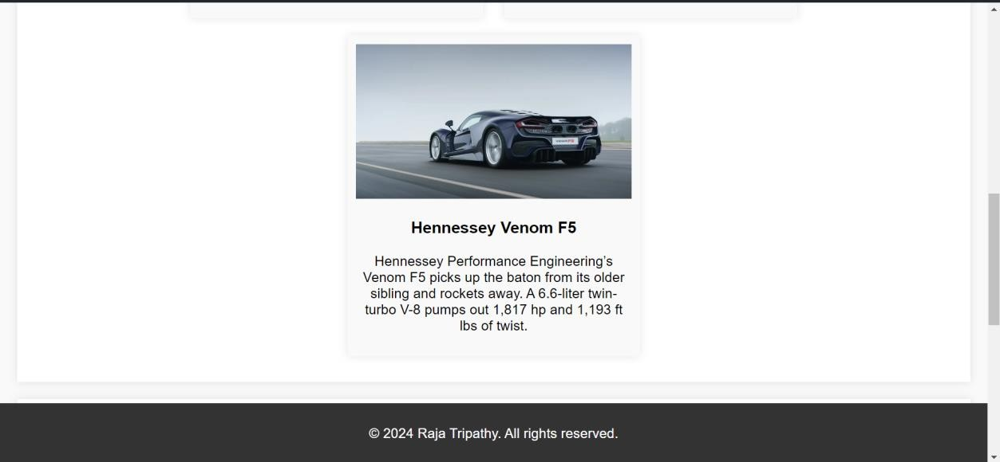 VENOM F5
Hennessey Venom F5
Hennessey Performance Engineering’s
Venom F5 picks up the baton from its older
sibling and rockets away. A 6.6-liter twin-
turbo V-8 pumps out 1,817 hp and 1,193 ft
lbs of twist.
© 2024 Raja Tripathy. All rights reserved.